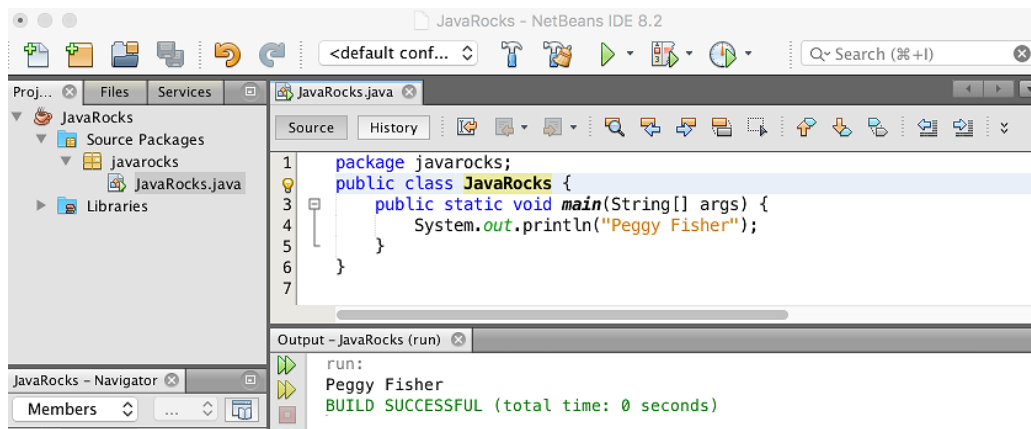 JavaRocks - NetBeans IDE 8.2
<default conf... Search (⌘+I)
Proj... Files Services
JavaRocks.java
JavaRocks
Source Packages
javarocks
JavaRocks.java
Libraries
Source History
1 package javarocks;
public class JavaRocks {
3 public static void main(String[] args) {
4 System.out.println("Peggy Fisher");
5 }
6 }
7
Output - JavaRocks (run)
run:
Peggy Fisher
BUILD SUCCESSFUL (total time: 0 seconds)
JavaRocks - Navigator
Members ...